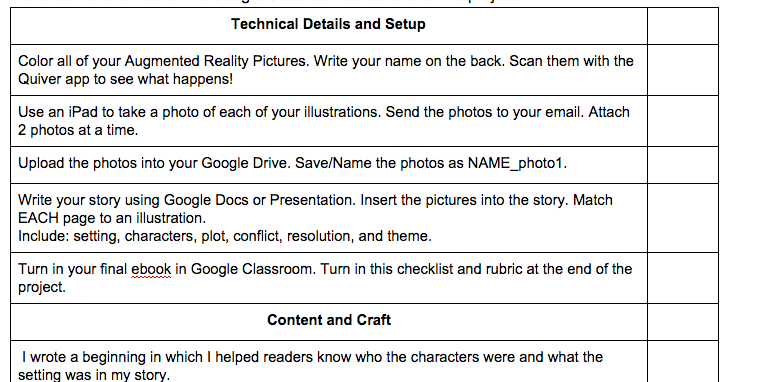 Technical Details and Setup
Color all of your Augmented Reality Pictures. Write your name on the back. Scan them with the
Quiver app to see what happens!
Use an iPad to take a photo of each of your illustrations. Send the photos to your email. Attach
2 photos at a time.
Upload the photos into your Google Drive. Save/Name the photos as NAME_photo1.
Write your story using Google Docs or Presentation. Insert the pictures into the story. Match
EACH page to an illustration.
Include: setting, characters, plot, conflict, resolution, and theme.
Turn in your final ebook in Google Classroom. Turn in this checklist and rubric at the end of the
project.
Content and Craft
I wrote a beginning in which I helped readers know who the characters were and what the
setting was in my story.